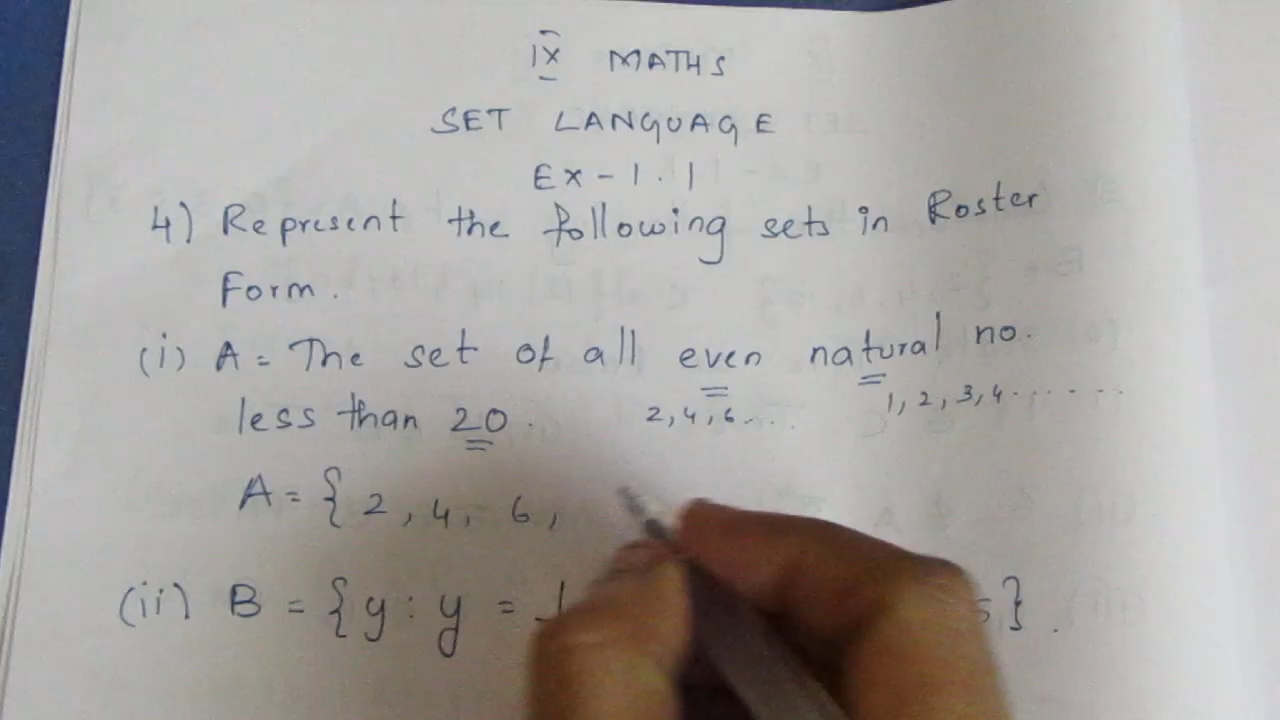 IX MATHS
SET LANGUAGE
Ex-1.1
4) Represent the following sets in Roster
Form.
(i) A = The set of all even natural no.
less than 20.
2,4,6.... 1,2,3,4.......
A = { 2, 4, 6,
(ii) B = {y: y = }.